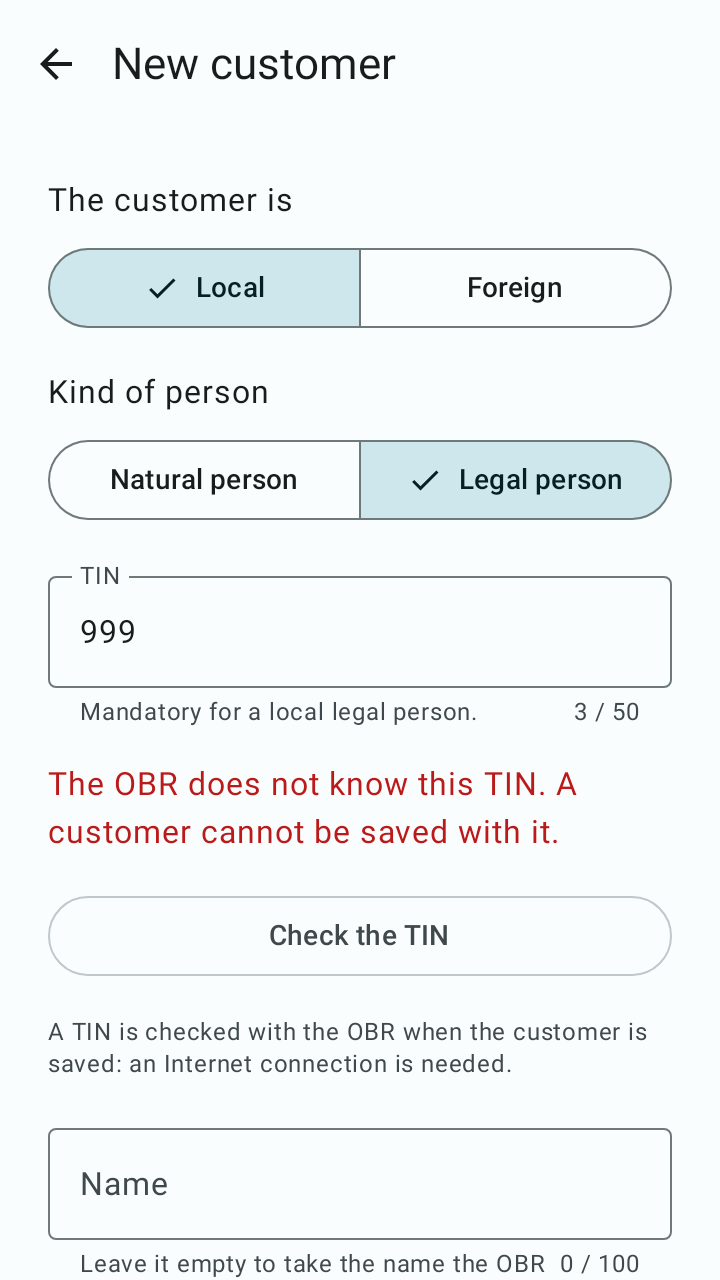 New customer
The customer is
Local
Foreign
Kind of person
Natural person
Legal person
TIN
999
Mandatory for a local legal person.
3 / 50
The OBR does not know this TIN. A
customer cannot be saved with it.
Check the TIN
A TIN is checked with the OBR when the customer is
saved: an Internet connection is needed.
Name
Leave it empty to take the name the OBR
0 / 100